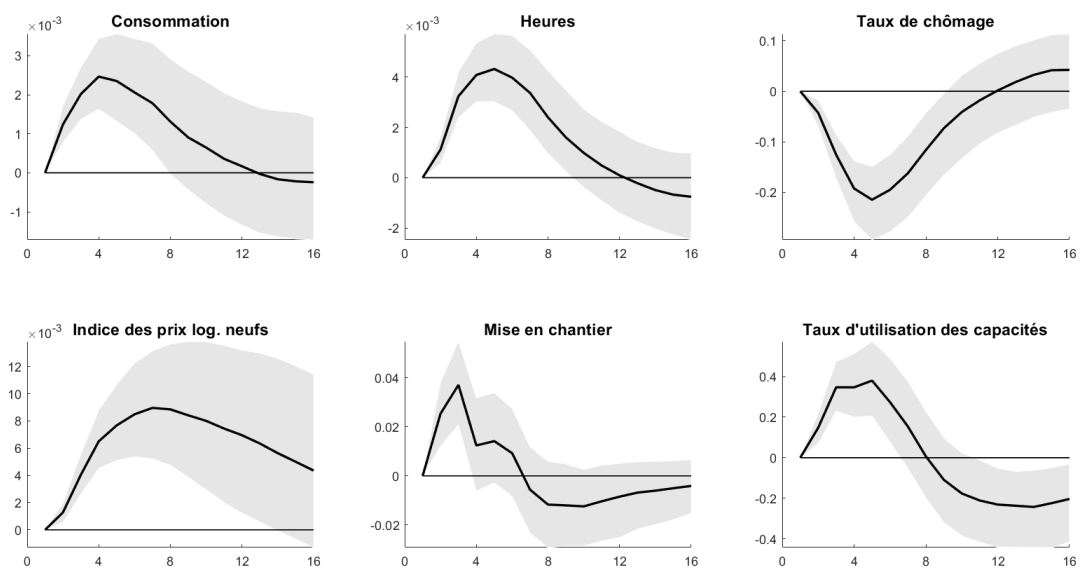 Consommation
×10⁻³
3
2
1
0
-1
0 4 8 12 16
Heures
×10⁻³
4
2
0
-2
0 4 8 12 16
Taux de chômage
0.1
0
-0.1
-0.2
0 4 8 12 16
Indice des prix log. neufs
×10⁻³
12
10
8
6
4
2
0
0 4 8 12 16
Mise en chantier
0.04
0.02
0
-0.02
0 4 8 12 16
Taux d'utilisation des capacités
0.4
0.2
0
-0.2
-0.4
0 4 8 12 16